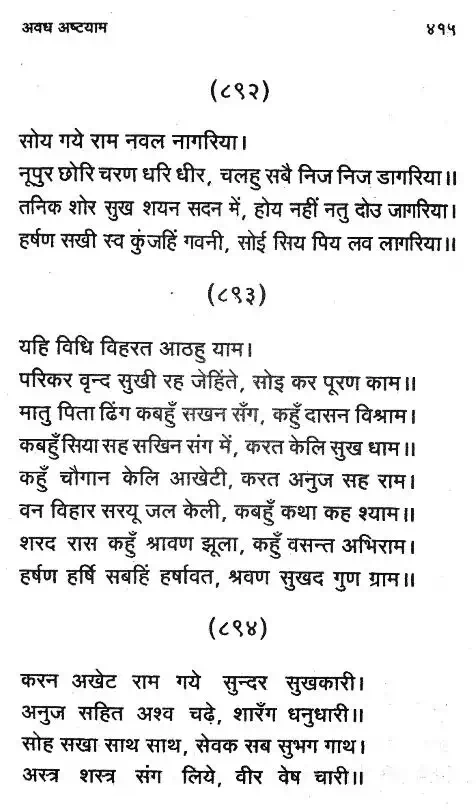 अवध अष्टयाम ४१५
(८९२)
सोय गये राम नवल नागरिया।
नूपुर छोरि चरण धरि धीर, चलहु सबै निज निज डागरिया॥
तनिक शोर सुख शयन सदन में, होय नहीं नतु दोउ जागरिया।
हर्षण सखी स्व कुंजहिं गवनी, सोई सिय पिय लव लागरिया॥
(८९३)
यहि विधि विहरत आठहु याम।
परिकर वृन्द सुखी रह जेहिंते, सोइ कर पूरण काम॥
मातु पिता ढिंग कबहुँ सखन सँग, कहुँ दासन विश्राम।
कबहुँ सिया सह सखिन संग में, करत केलि सुख धाम॥
कहुँ चौगान केलि आखेटी, करत अनुज सह राम।
वन विहार सरयू जल केली, कबहुँ कथा कह श्याम॥
शरद रास कहुँ श्रावण झूला, कहुँ वसन्त अभिराम।
हर्षण हर्षि सबहिं हर्षावत, श्रवण सुखद गुण ग्राम॥
(८९४)
करन अखेट राम गये सुन्दर सुखकारी।
अनुज सहित अश्व चढ़े, शारँग धनुधारी॥
सोह सखा साथ साथ, सेवक सब सुभग गाथ।
अस्त्र शस्त्र संग लिये, वीर वेष चारी॥